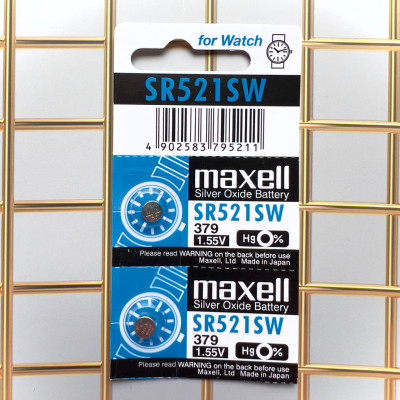 for Watch
SR521SW
4 902583 795211
maxell
Silver Oxide Battery
SR521SW
379
1.55V Hg 0%
Please read WARNING on the back before use
Maxell, Ltd Made in Japan
maxell
Silver Oxide Battery
SR521SW
379
1.55V Hg 0%
Please read WARNING on the back before use
Maxell, Ltd Made in Japan